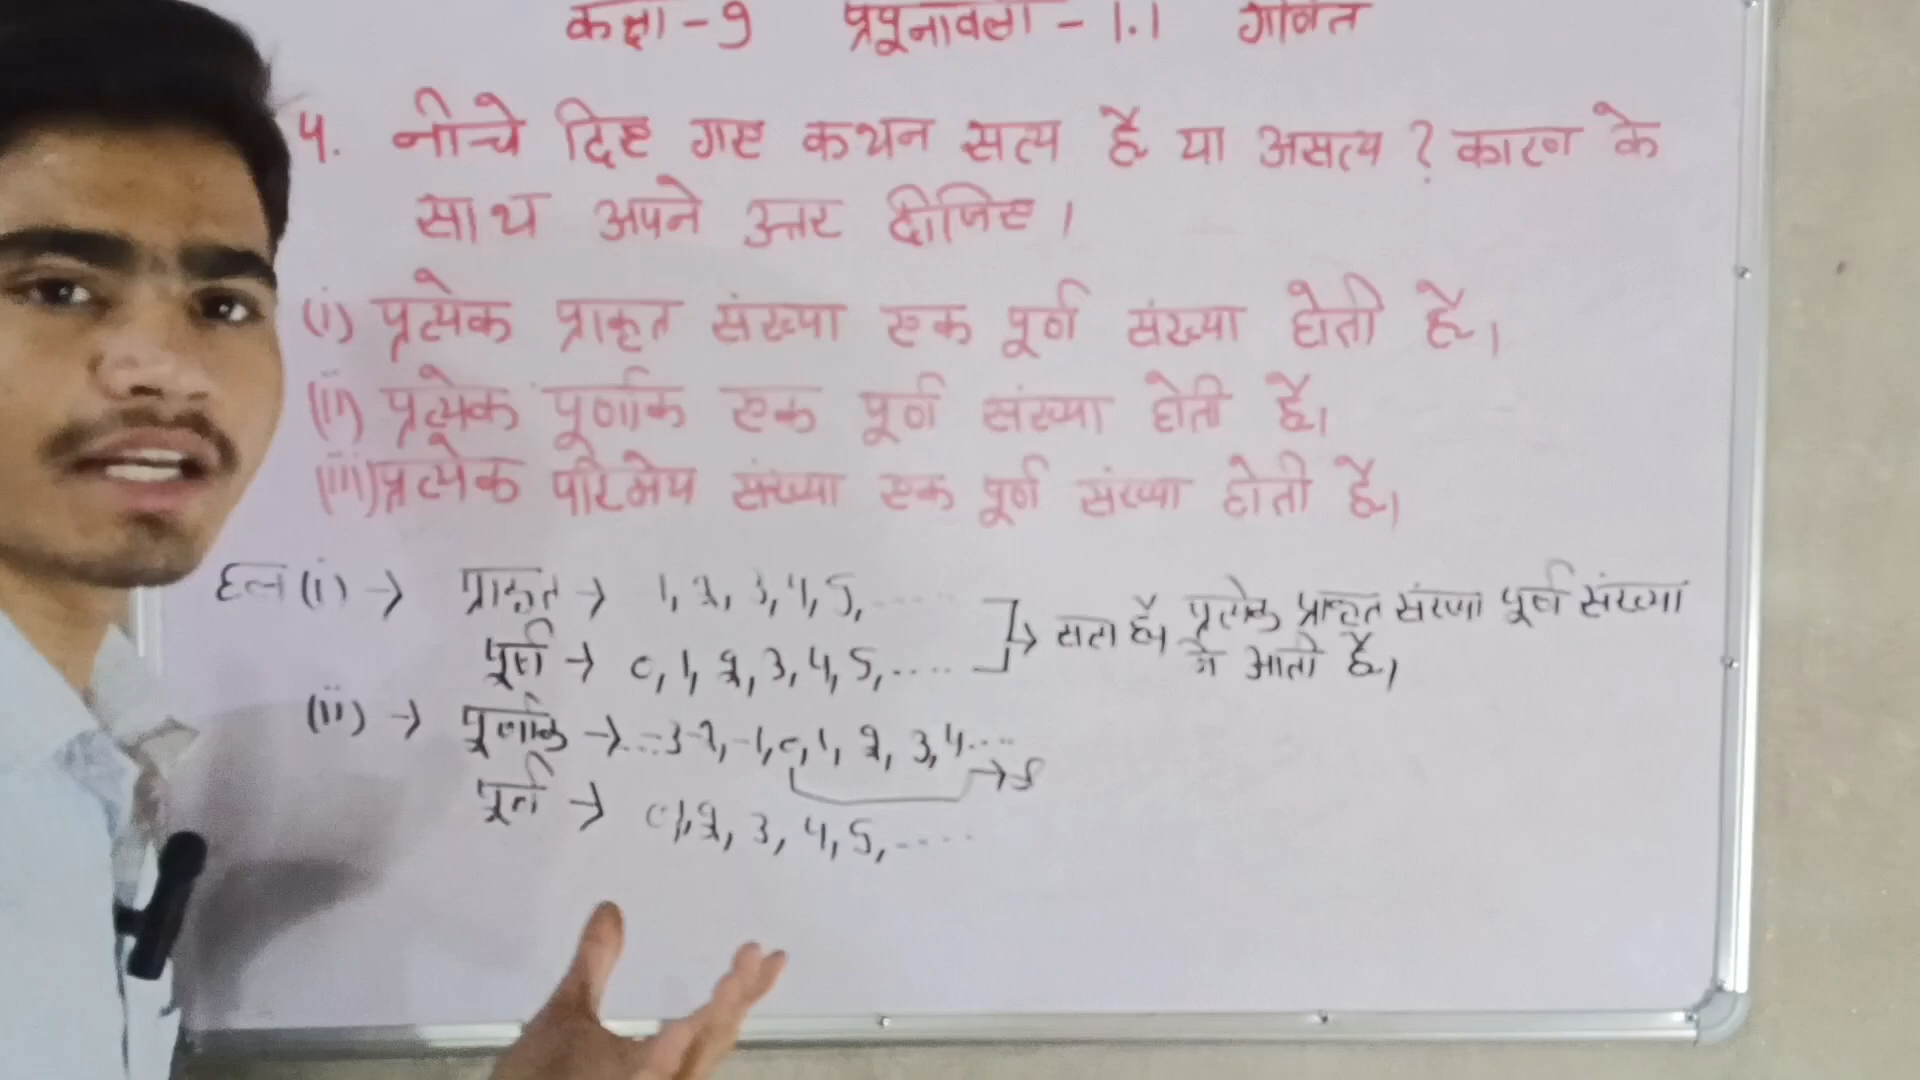 कक्षा - 9 प्रश्नावली - 1.1 गणित
4. नीचे दिए गए कथन सत्य है या असत्य ? कारण के
साथ अपने उत्तर दीजिए ।
(i) प्रत्येक प्राकृत संख्या एक पूर्ण संख्या होती है ।
(ii) प्रत्येक पूर्णांक एक पूर्ण संख्या होती है ।
(iii) प्रत्येक परिमेय संख्या एक पूर्ण संख्या होती है ।
हल (i) → प्राकृत → 1, 2, 3, 4, 5, ......
पूर्ण → 0, 1, 2, 3, 4, 5, .....
→ सत्य है, प्रत्येक प्राकृत संख्या पूर्ण संख्या
में आती है ।
(ii) → पूर्णांक → ...-3 -2, -1, 0, 1, 2, 3, 4....
पूर्ण → 0 1, 2, 3, 4, 5, .....